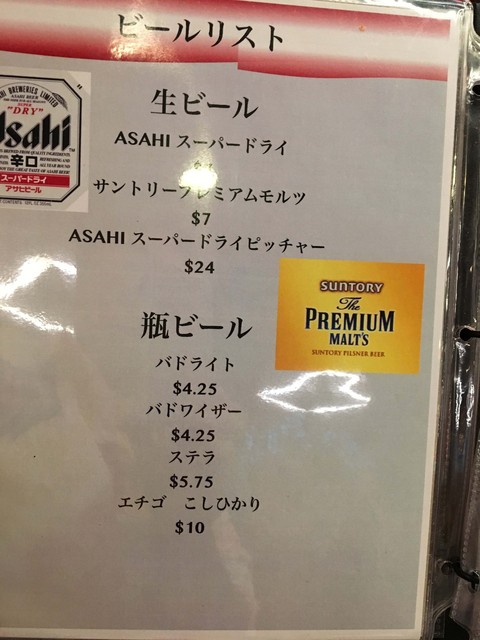 ビールリスト
BREWERIES LIMITED
"DRY"
辛口
スーパードライ
アサヒビール
生ビール
ASAHI スーパードライ
サントリープレミアムモルツ
$7
ASAHI スーパードライピッチャー
$24
SUNTORY
The
PREMIUM
MALT'S
SUNTORY PILSNER BEER
瓶ビール
バドライト
$4.25
バドワイザー
$4.25
ステラ
$5.75
エチゴ　こしひかり
$10